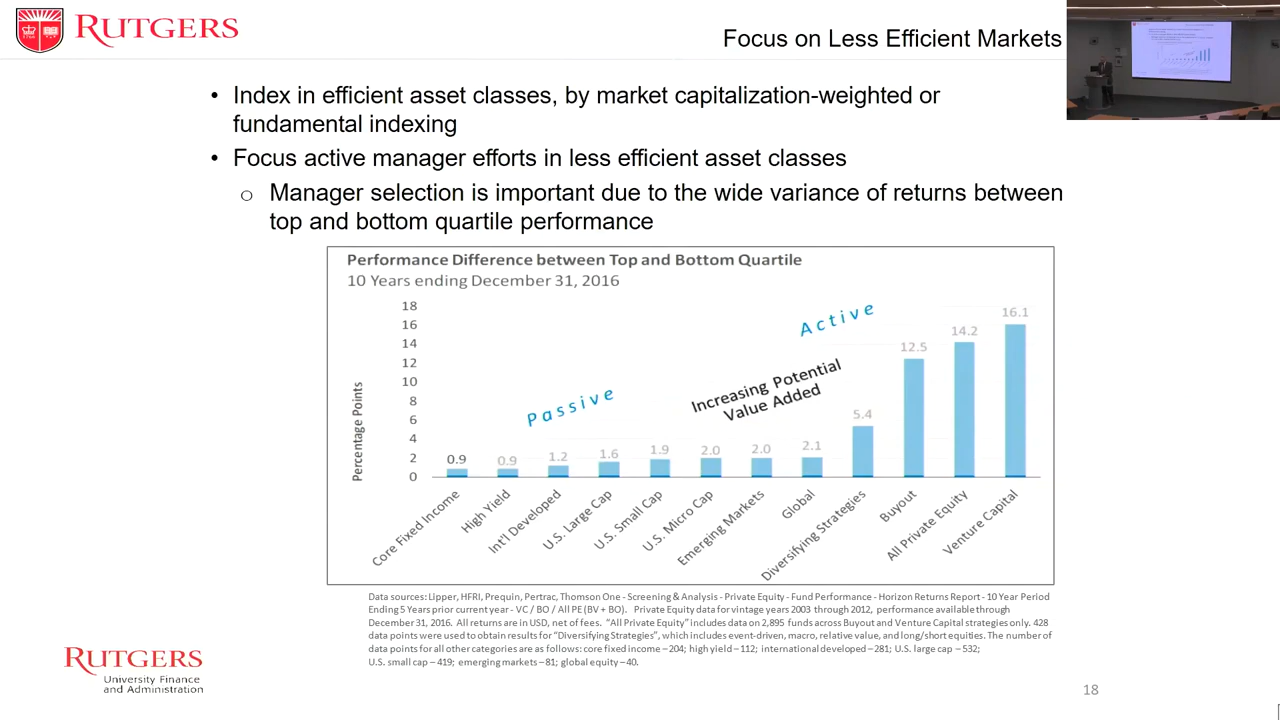 RUTGERS
Focus on Less Efficient Markets
• Index in efficient asset classes, by market capitalization-weighted or
fundamental indexing
• Focus active manager efforts in less efficient asset classes
o Manager selection is important due to the wide variance of returns between
top and bottom quartile performance
Performance Difference between Top and Bottom Quartile
10 Years ending December 31, 2016
Percentage Points
18
16
14
12
10
8
6
4
2
0
Passive
Increasing Potential
Value Added
Active
0.9
0.9
1.2
1.6
1.9
2.0
2.0
2.1
5.4
12.5
14.2
16.1
Core Fixed Income
High Yield
Int'l Developed
U.S. Large Cap
U.S. Small Cap
U.S. Micro Cap
Emerging Markets
Global
Diversifying Strategies
Buyout
All Private Equity
Venture Capital
Data sources: Lipper, HFRI, Prequin, Pertrac, Thomson One - Screening & Analysis - Private Equity - Fund Performance - Horizon Returns Report - 10 Year Period
Ending 5 Years prior current year - VC / BO / All PE (BV + BO). Private Equity data for vintage years 2003 through 2012, performance available through
December 31, 2016. All returns are in USD, net of fees. "All Private Equity" includes data on 2,895 funds across Buyout and Venture Capital strategies only. 428
data points were used to obtain results for "Diversifying Strategies", which includes event-driven, macro, relative value, and long/short equities. The number of
data points for all other categories are as follows: core fixed income – 204; high yield – 112; international developed – 281; U.S. large cap – 532;
U.S. small cap – 419; emerging markets – 81; global equity – 40.
RUTGERS
University Finance
and Administration
18